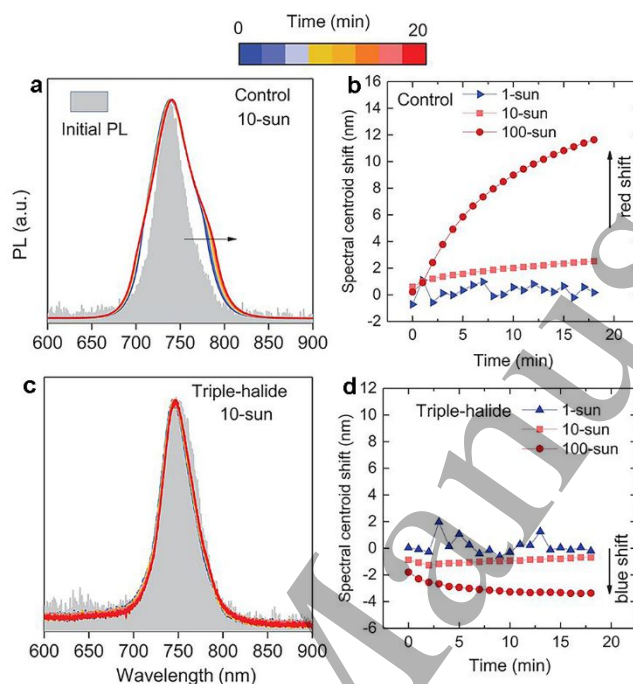 Time (min)
0
20
a
Initial PL
Control
10-sun
PL (a.u.)
600 650 700 750 800 850 900
b
Control
1-sun
10-sun
100-sun
Spectral centroid shift (nm)
red shift
16
14
12
10
8
6
4
2
0
-2
0 5 10 15 20
Time (min)
c
Triple-halide
10-sun
600 650 700 750 800 850 900
Wavelength (nm)
d
Triple-halide
1-sun
10-sun
100-sun
Spectral centroid shift (nm)
blue shift
12
10
8
6
4
2
0
-2
-4
-6
0 5 10 15 20
Time (min)
Manus